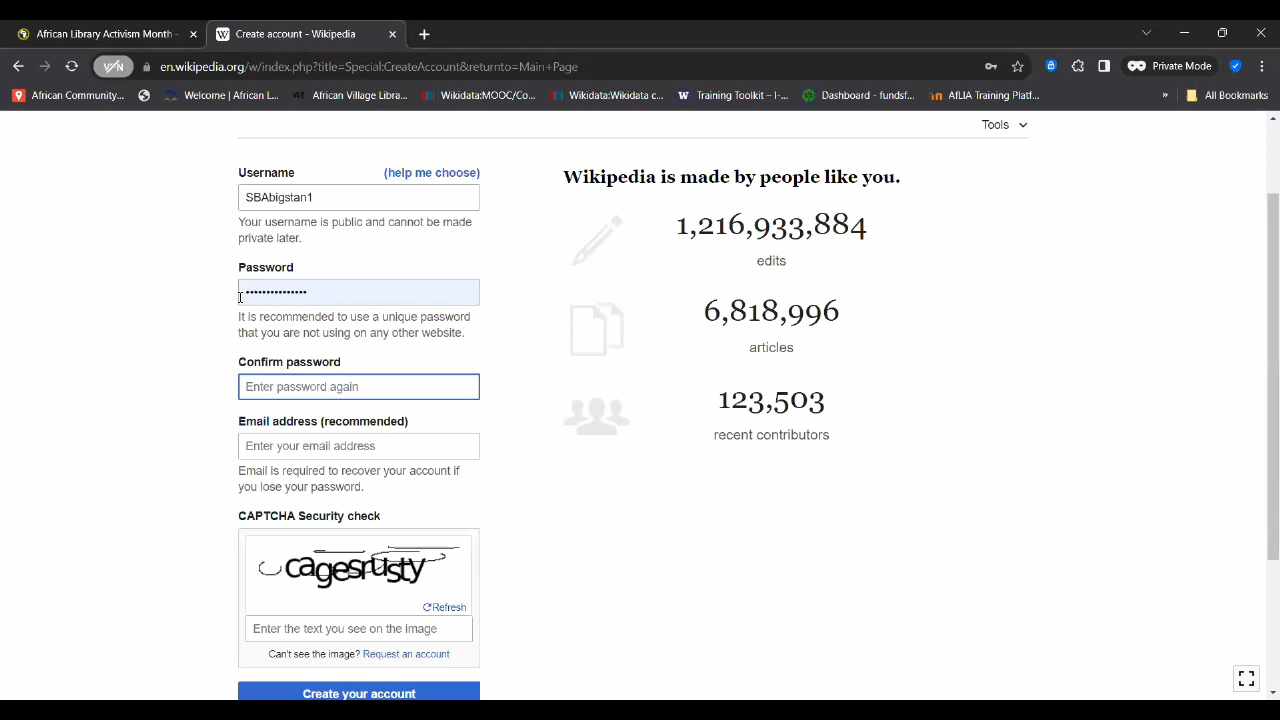 African Library Activism Month -
Create account - Wikipedia
VPN
en.wikipedia.org/w/index.php?title=Special:CreateAccount&returnto=Main+Page
Private Mode
African Community...
Welcome | African L...
WE African Village Libra...
Wikidata:MOOC/Co...
Wikidata:Wikidata c...
W Training Toolkit – I-...
Dashboard - fundsf...
AfLIA Training Platf...
» All Bookmarks
Tools
Username (help me choose)
SBAbigstan1
Your username is public and cannot be made
private later.
Password
•••••••••••••••
It is recommended to use a unique password
that you are not using on any other website.
Confirm password
Enter password again
Email address (recommended)
Enter your email address
Email is required to recover your account if
you lose your password.
CAPTCHA Security check
cagesrusty
Refresh
Enter the text you see on the image
Can't see the image? Request an account
Create your account
Wikipedia is made by people like you.
1,216,933,884
edits
6,818,996
articles
123,503
recent contributors